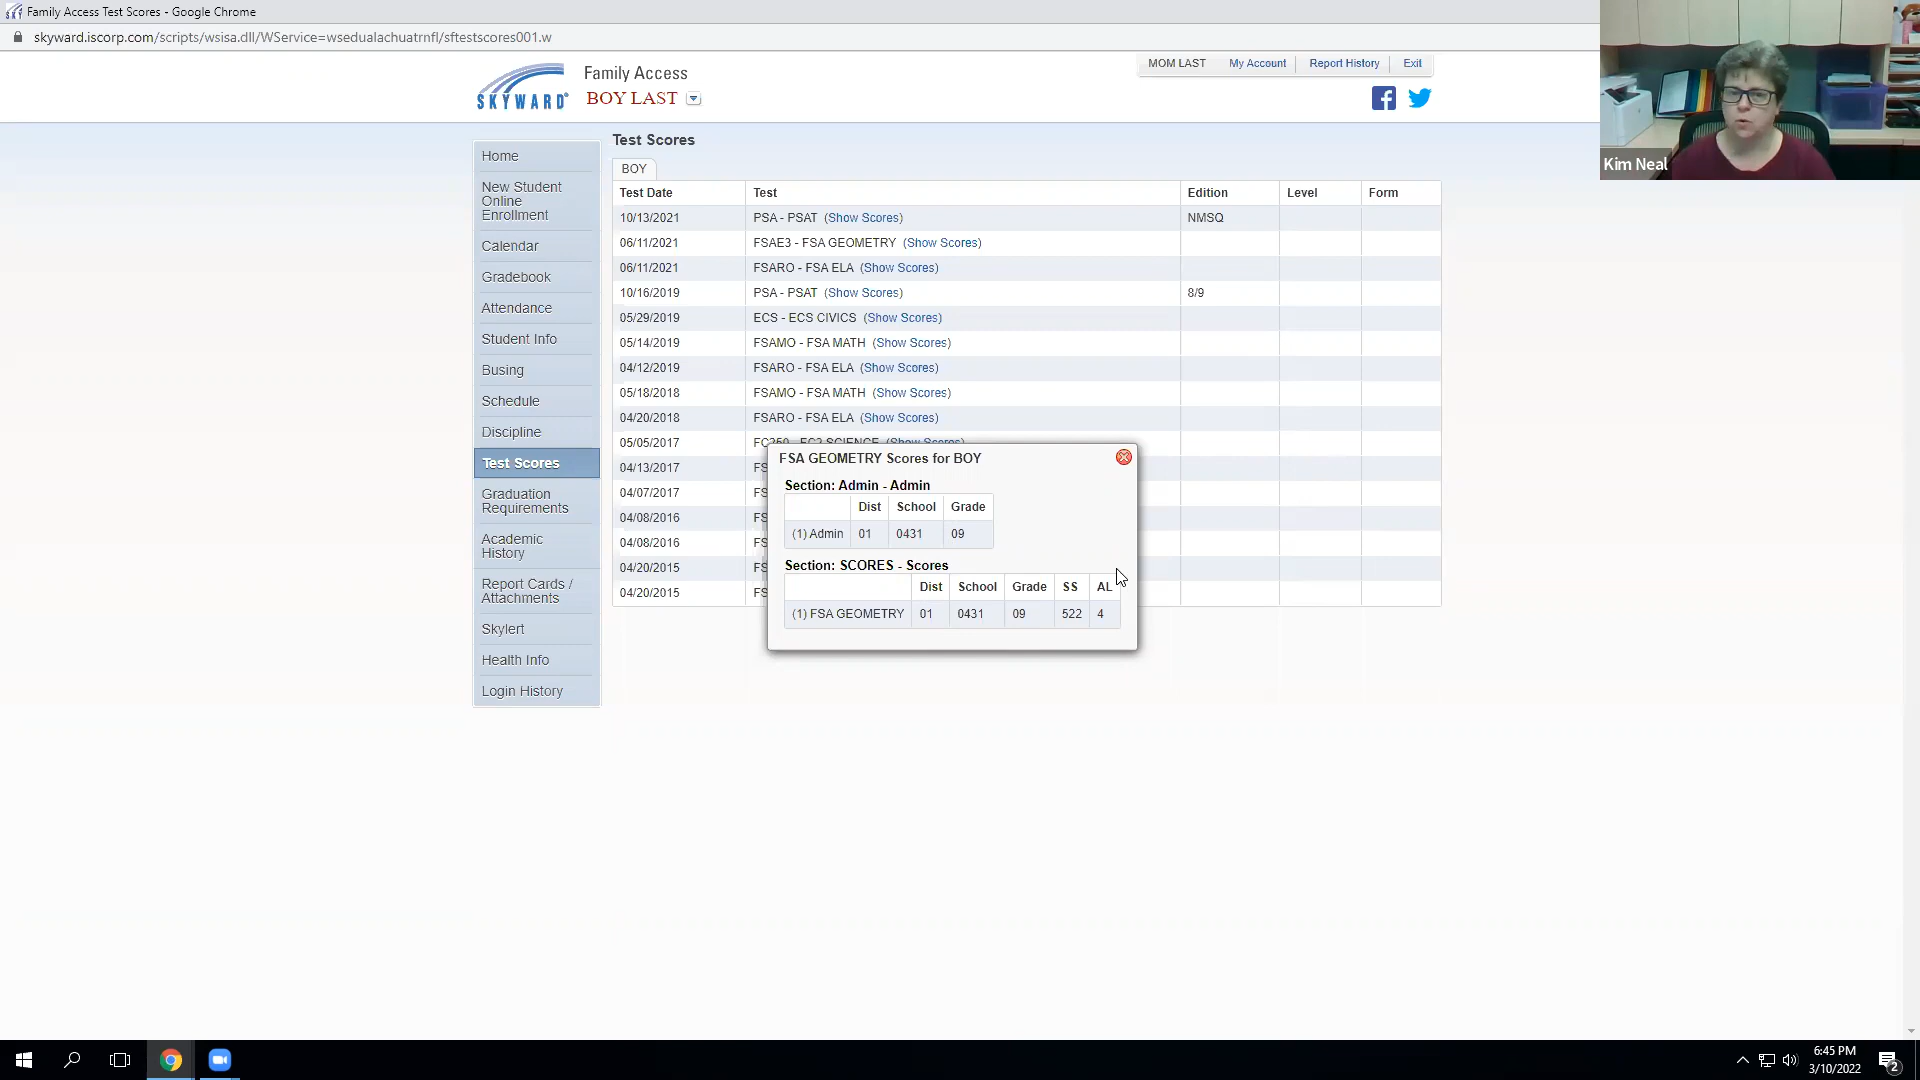 Family Access Test Scores - Google Chrome
skyward.iscorp.com/scripts/wsisa.dll/WService=wsedualachuatrnfl/sftestscores001.w
SKYWARD
Family Access
BOY LAST
MOM LAST My Account Report History Exit
Kim Neal
Home
New Student
Online
Enrollment
Calendar
Gradebook
Attendance
Student Info
Busing
Schedule
Discipline
Test Scores
Graduation
Requirements
Academic
History
Report Cards /
Attachments
Skylert
Health Info
Login History
Test Scores
BOY
Test Date Test Edition Level Form
10/13/2021 PSA - PSAT (Show Scores) NMSQ
06/11/2021 FSAE3 - FSA GEOMETRY (Show Scores)
06/11/2021 FSARO - FSA ELA (Show Scores)
10/16/2019 PSA - PSAT (Show Scores) 8/9
05/29/2019 ECS - ECS CIVICS (Show Scores)
05/14/2019 FSAMO - FSA MATH (Show Scores)
04/12/2019 FSARO - FSA ELA (Show Scores)
05/18/2018 FSAMO - FSA MATH (Show Scores)
04/20/2018 FSARO - FSA ELA (Show Scores)
05/05/2017 (Show Scores)
04/13/2017 FS
04/07/2017 FS
04/08/2016 FS
04/08/2016 FS
04/20/2015 FS
04/20/2015 FS
FSA GEOMETRY Scores for BOY
Section: Admin - Admin
Dist School Grade
(1) Admin 01 0431 09
Section: SCORES - Scores
Dist School Grade SS AL
(1) FSA GEOMETRY 01 0431 09 522 4
6:45 PM
3/10/2022
2